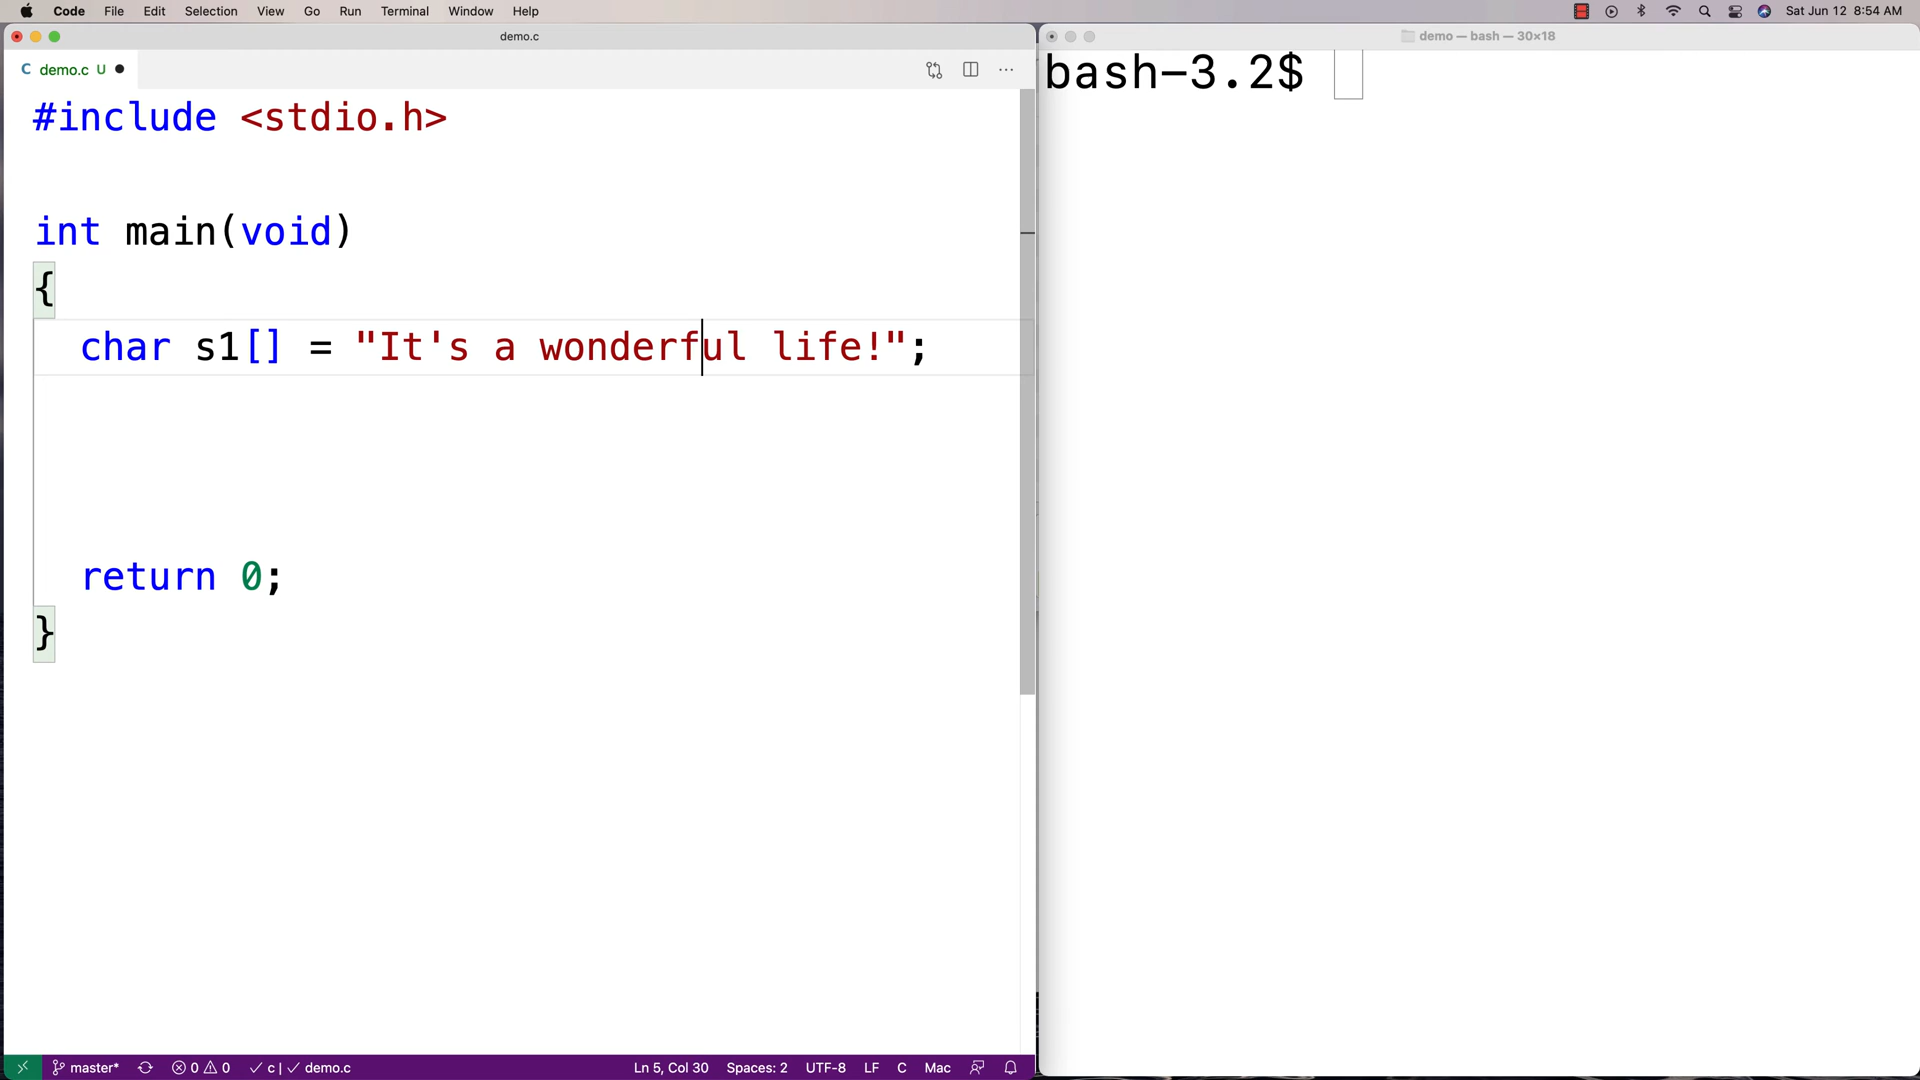 Code File Edit Selection View Go Run Terminal Window Help Sat Jun 12 8:54 AM
demo.c
demo — bash — 30×18
C demo.c U
bash-3.2$
#include <stdio.h>
int main(void)
{
char s1[] = "It's a wonderful life!";
return 0;
}
master* 0 0 c | demo.c Ln 5, Col 30 Spaces: 2 UTF-8 LF C Mac